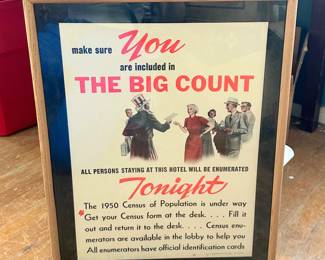 make sure You
are included in
THE BIG COUNT
ALL PERSONS STAYING AT THIS HOTEL WILL BE ENUMERATED
Tonight
The 1950 Census of Population is under way
*Get your Census form at the desk. . . . Fill it
out and return it to the desk. . . . Census enu-
merators are available in the lobby to help you
All enumerators have official identification cards